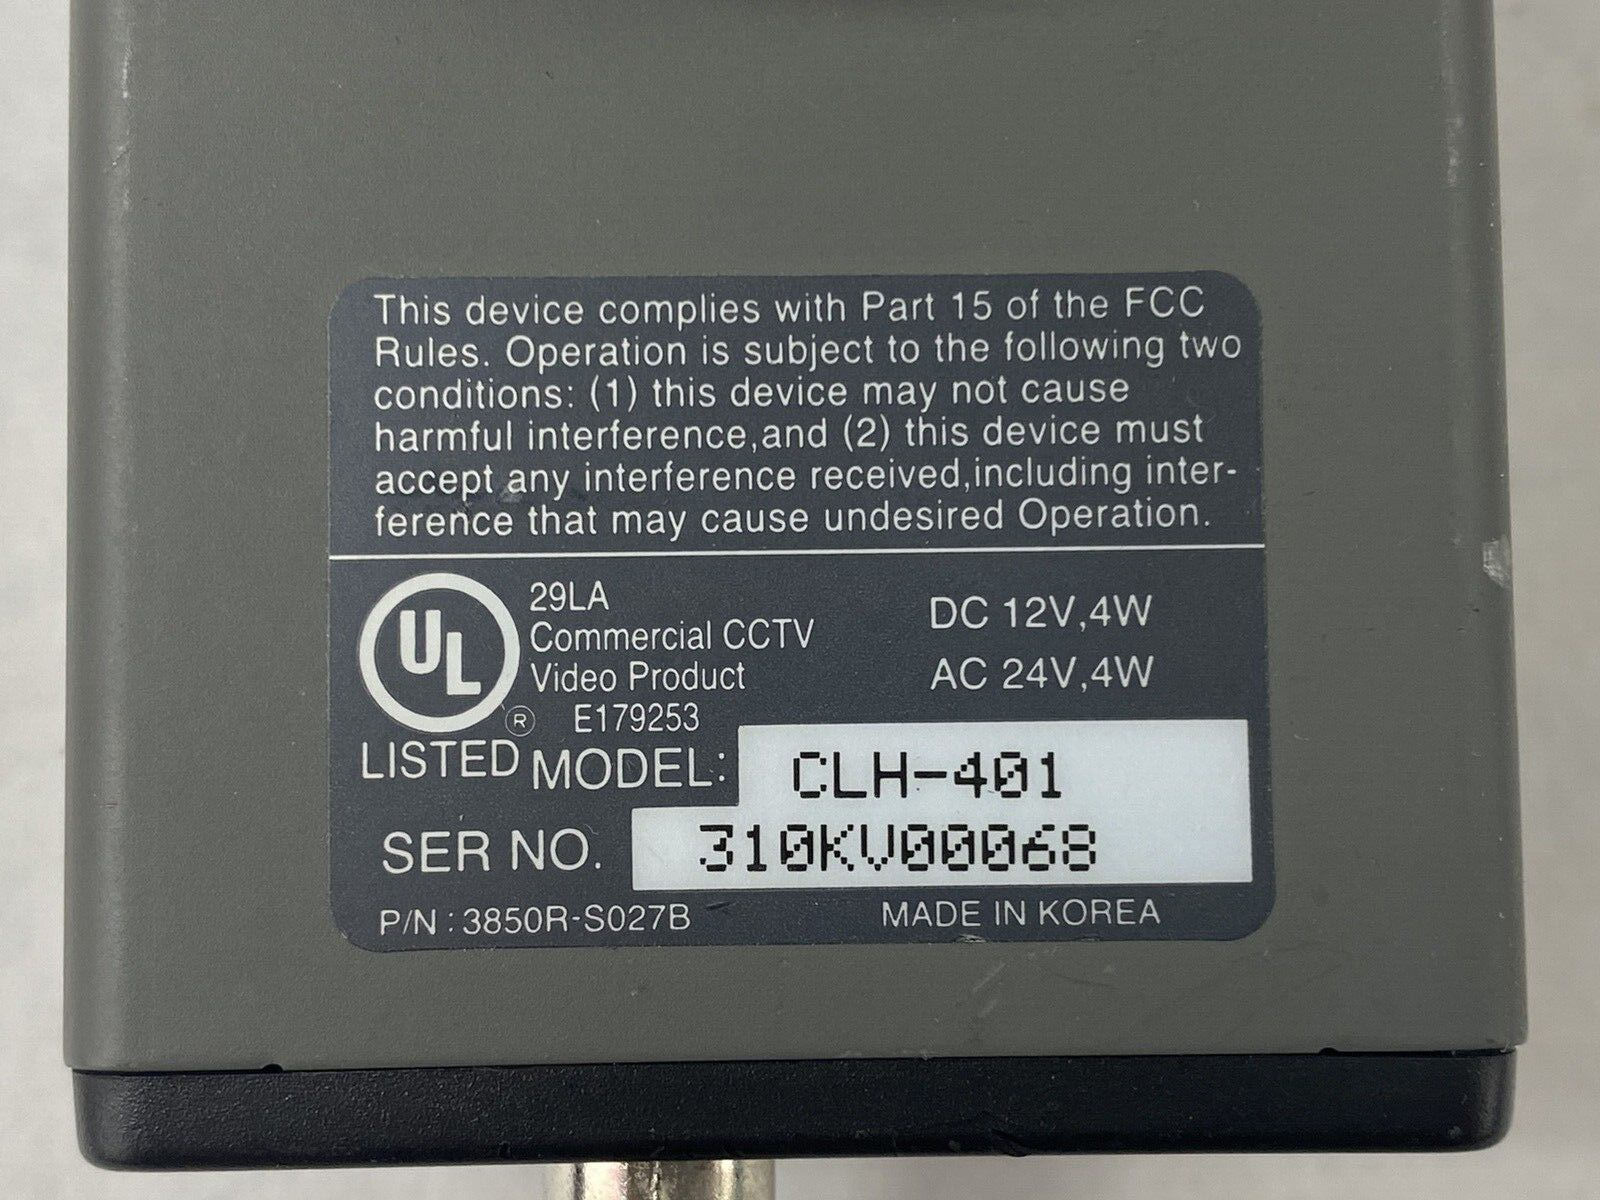 This device complies with Part 15 of the FCC
Rules. Operation is subject to the following two
conditions: (1) this device may not cause
harmful interference,and (2) this device must
accept any interference received,including inter-
ference that may cause undesired Operation.
UL
®
LISTED
29LA
Commercial CCTV
Video Product
E179253
DC 12V,4W
AC 24V,4W
MODEL: CLH-401
SER NO. 310KV00068
P/N : 3850R-S027B
MADE IN KOREA